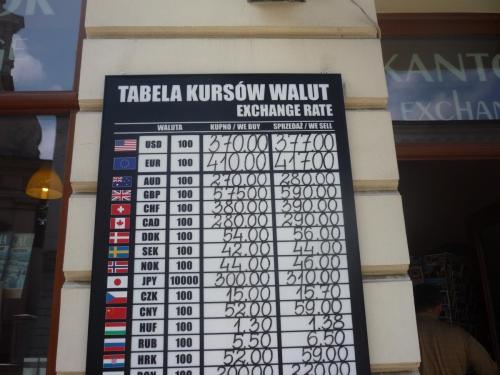 TABELA KURSÓW WALUT
EXCHANGE RATE
WALUTA KUPNO / WE BUY SPRZEDAŻ / WE SELL
USD 100 370.00 377.00
EUR 100 410.00 417.00
AUD 100 270.00
GBP 100 575.00 590.00
CHF 100 380.00 390.00
CAD 100 280.00 290.00
DDK 100 54.00 56.00
SEK 100 42.00 44.00
NOK 100 44.00 46.00
JPY 10000 300.00 310.00
CZK 100 15.00 15.70
CNY 100 52.00 59.00
HUF 100 1.30 1.38
RUB 100 5.50 6.50
HRK 100 52.00 59.00
100
KANTO
EXCHAN